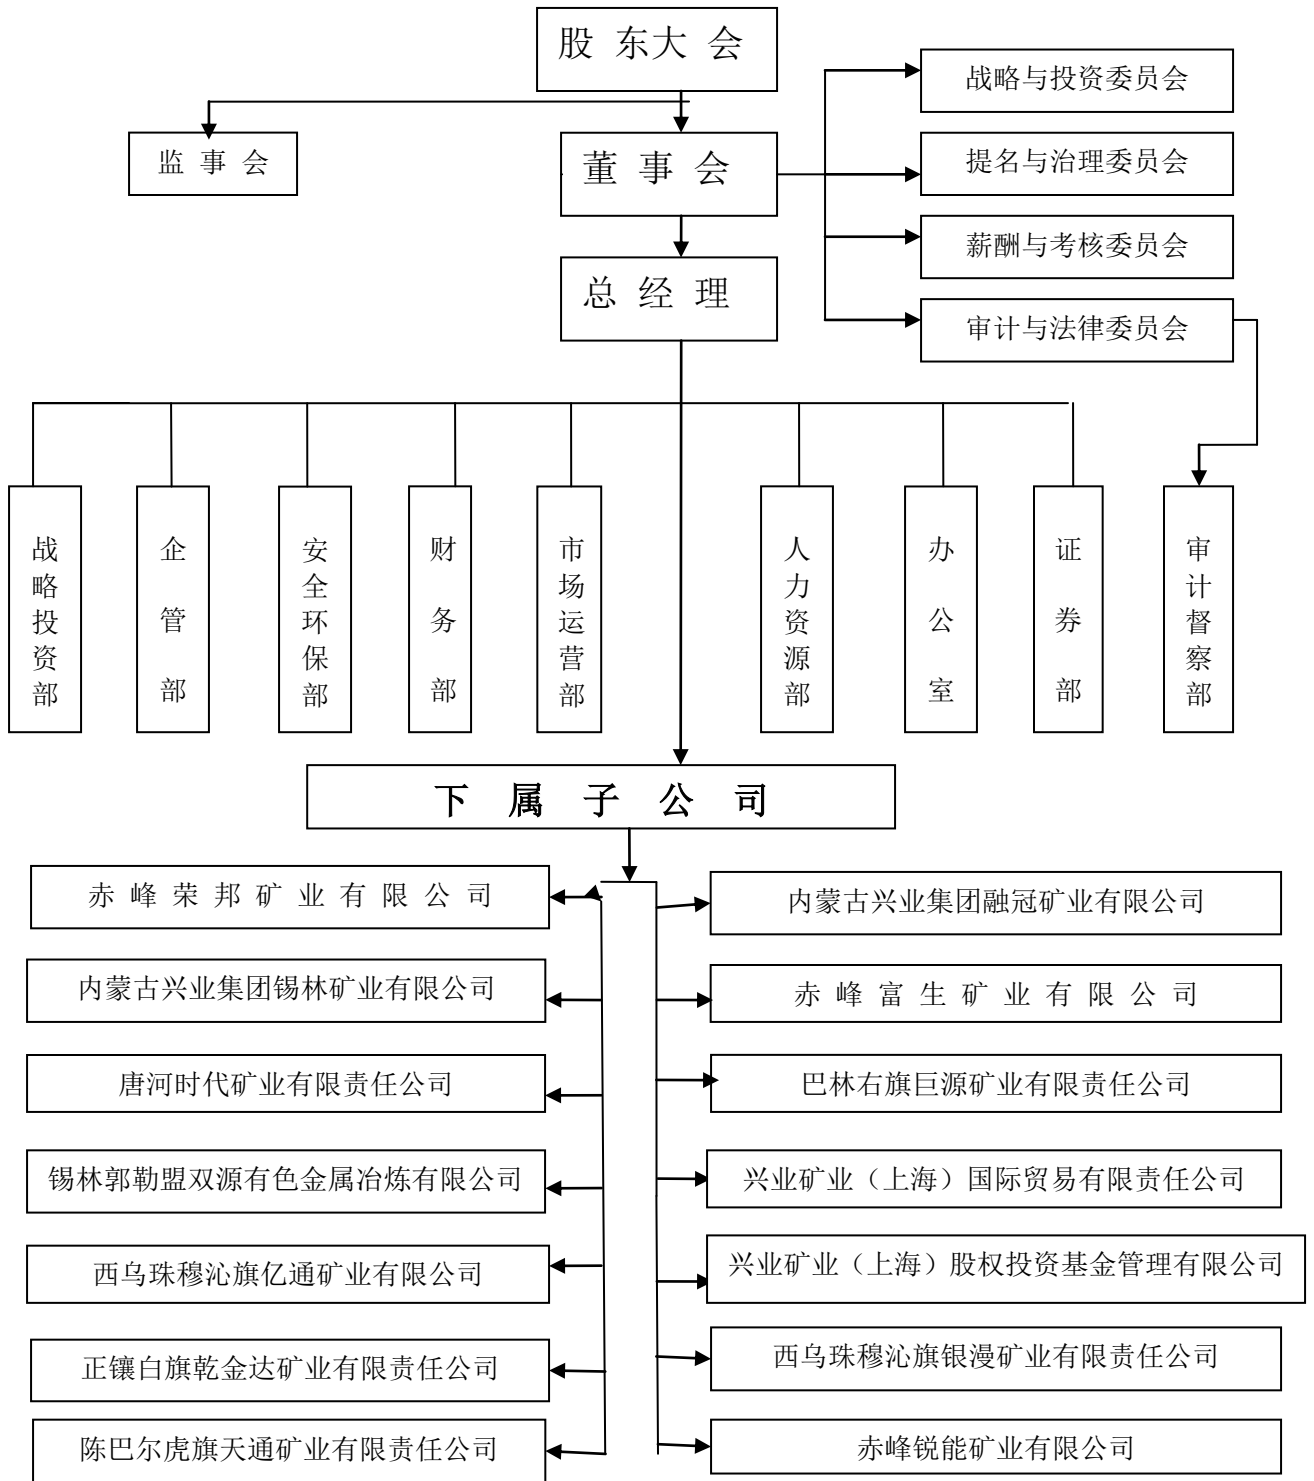 股东大会
战略与投资委员会
监事会
董事会
提名与治理委员会
薪酬与考核委员会
总经理
审计与法律委员会
战略投资部
企管部
安全环保部
财务部
市场运营部
人力资源部
办公室
证券部
审计督察部
下属子公司
赤峰荣邦矿业有限公司
内蒙古兴业集团融冠矿业有限公司
内蒙古兴业集团锡林矿业有限公司
赤峰富生矿业有限公司
唐河时代矿业有限责任公司
巴林右旗巨源矿业有限责任公司
锡林郭勒盟双源有色金属冶炼有限公司
兴业矿业（上海）国际贸易有限责任公司
西乌珠穆沁旗亿通矿业有限公司
兴业矿业（上海）股权投资基金管理有限公司
正镶白旗乾金达矿业有限责任公司
西乌珠穆沁旗银漫矿业有限责任公司
陈巴尔虎旗天通矿业有限责任公司
赤峰锐能矿业有限公司